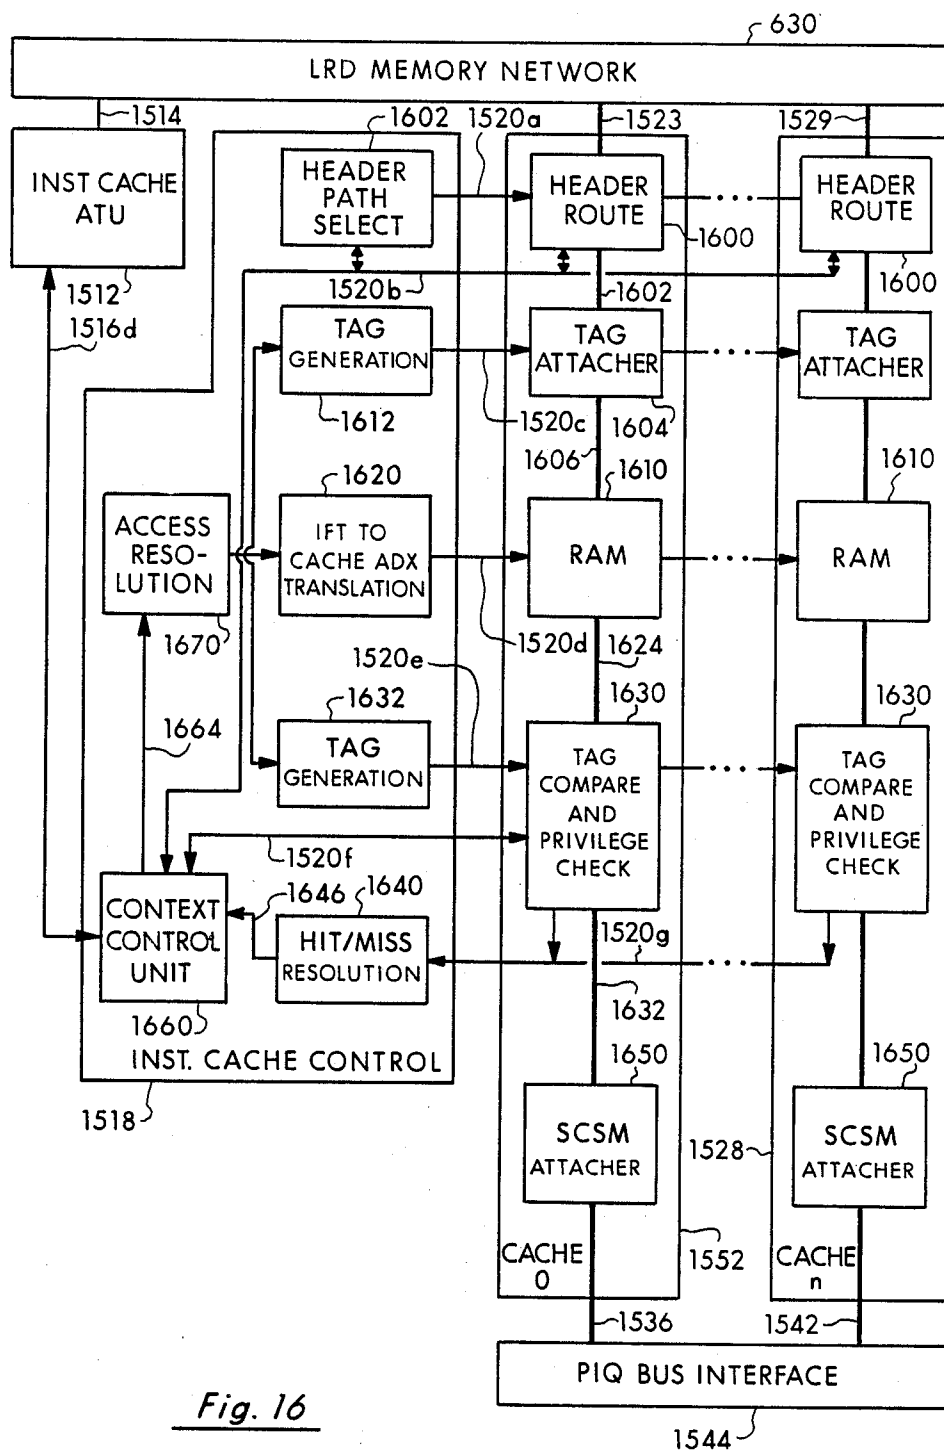 630
LRD MEMORY NETWORK
1514
1602
1520a
1523
1529
INST CACHE
ATU
HEADER
PATH
SELECT
HEADER
ROUTE
...
HEADER
ROUTE
1600
1600
1512
1520b
1602
1516d
TAG
GENERATION
TAG
ATTACHER
...
TAG
ATTACHER
1612
1520c
1604
1606
1620
1610
1610
ACCESS
RESO-
LUTION
IFT TO
CACHE ADX
TRANSLATION
RAM
...
RAM
1670
1520d
1624
1520e
1632
1630
1630
1664
TAG
GENERATION
TAG
COMPARE
AND
PRIVILEGE
CHECK
...
TAG
COMPARE
AND
PRIVILEGE
CHECK
1520f
1646
1640
CONTEXT
CONTROL
UNIT
HIT/MISS
RESOLUTION
1520g
...
1632
1660
INST. CACHE CONTROL
1518
1650
1650
SCSM
ATTACHER
1528
SCSM
ATTACHER
CACHE
0
1552
CACHE
n
1536
1542
PIQ BUS INTERFACE
1544
Fig. 16